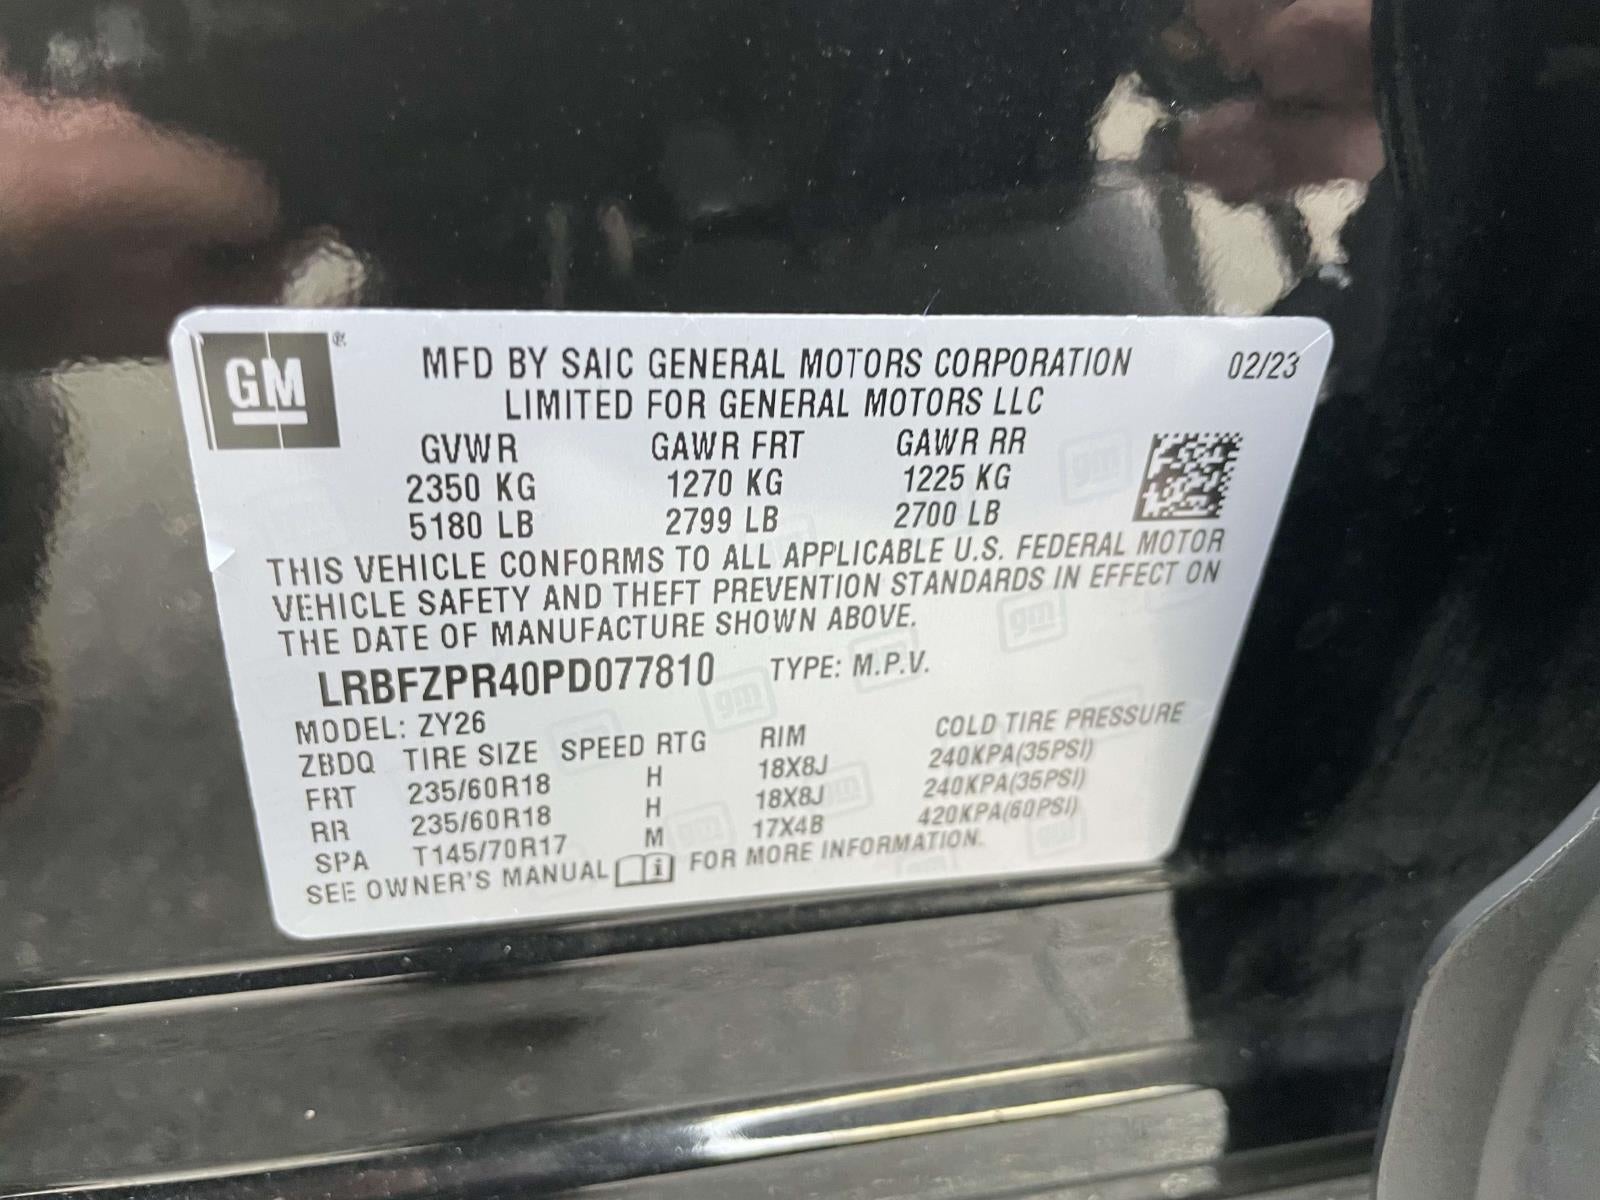 GM ®
MFD BY SAIC GENERAL MOTORS CORPORATION 02/23
LIMITED FOR GENERAL MOTORS LLC
GVWR GAWR FRT GAWR RR
2350 KG 1270 KG 1225 KG
5180 LB 2799 LB 2700 LB
THIS VEHICLE CONFORMS TO ALL APPLICABLE U.S. FEDERAL MOTOR
VEHICLE SAFETY AND THEFT PREVENTION STANDARDS IN EFFECT ON
THE DATE OF MANUFACTURE SHOWN ABOVE.
LRBFZPR40PD077810 TYPE: M.P.V.
MODEL: ZY26
ZBDQ TIRE SIZE SPEED RTG RIM COLD TIRE PRESSURE
FRT 235/60R18 H 18X8J 240KPA(35PSI)
RR 235/60R18 H 18X8J 240KPA(35PSI)
SPA T145/70R17 M 17X4B 420KPA(60PSI)
SEE OWNER'S MANUAL i FOR MORE INFORMATION.